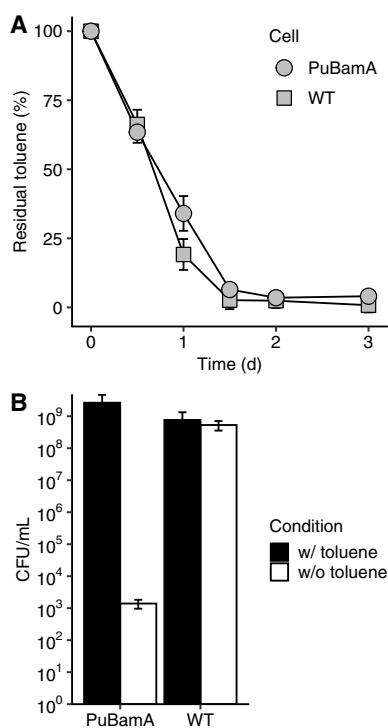 A
100
75
50
25
0
Residual toluene (%)
0 1 2 3
Time (d)
Cell
PuBamA
WT
B
10⁹
10⁸
10⁷
10⁶
10⁵
10⁴
10³
10²
10¹
10⁰
CFU/mL
PuBamA WT
Condition
w/ toluene
w/o toluene